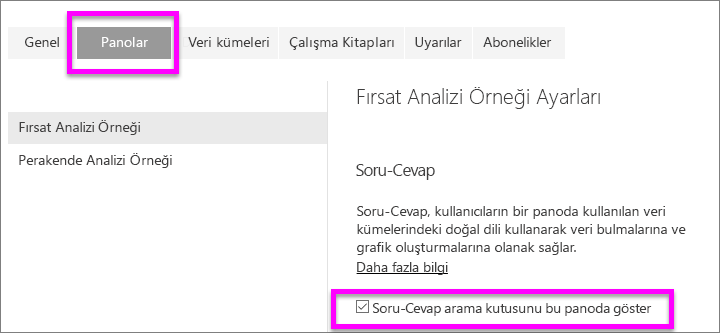 Genel Panolar Veri kümeleri Çalışma Kitapları Uyarılar Abonelikler
Fırsat Analizi Örneği
Perakende Analizi Örneği
Fırsat Analizi Örneği Ayarları
Soru-Cevap
Soru-Cevap, kullanıcıların bir panoda kullanılan veri
kümelerindeki doğal dili kullanarak veri bulmalarına ve
grafik oluşturmalarına olanak sağlar.
Daha fazla bilgi
Soru-Cevap arama kutusunu bu panoda göster